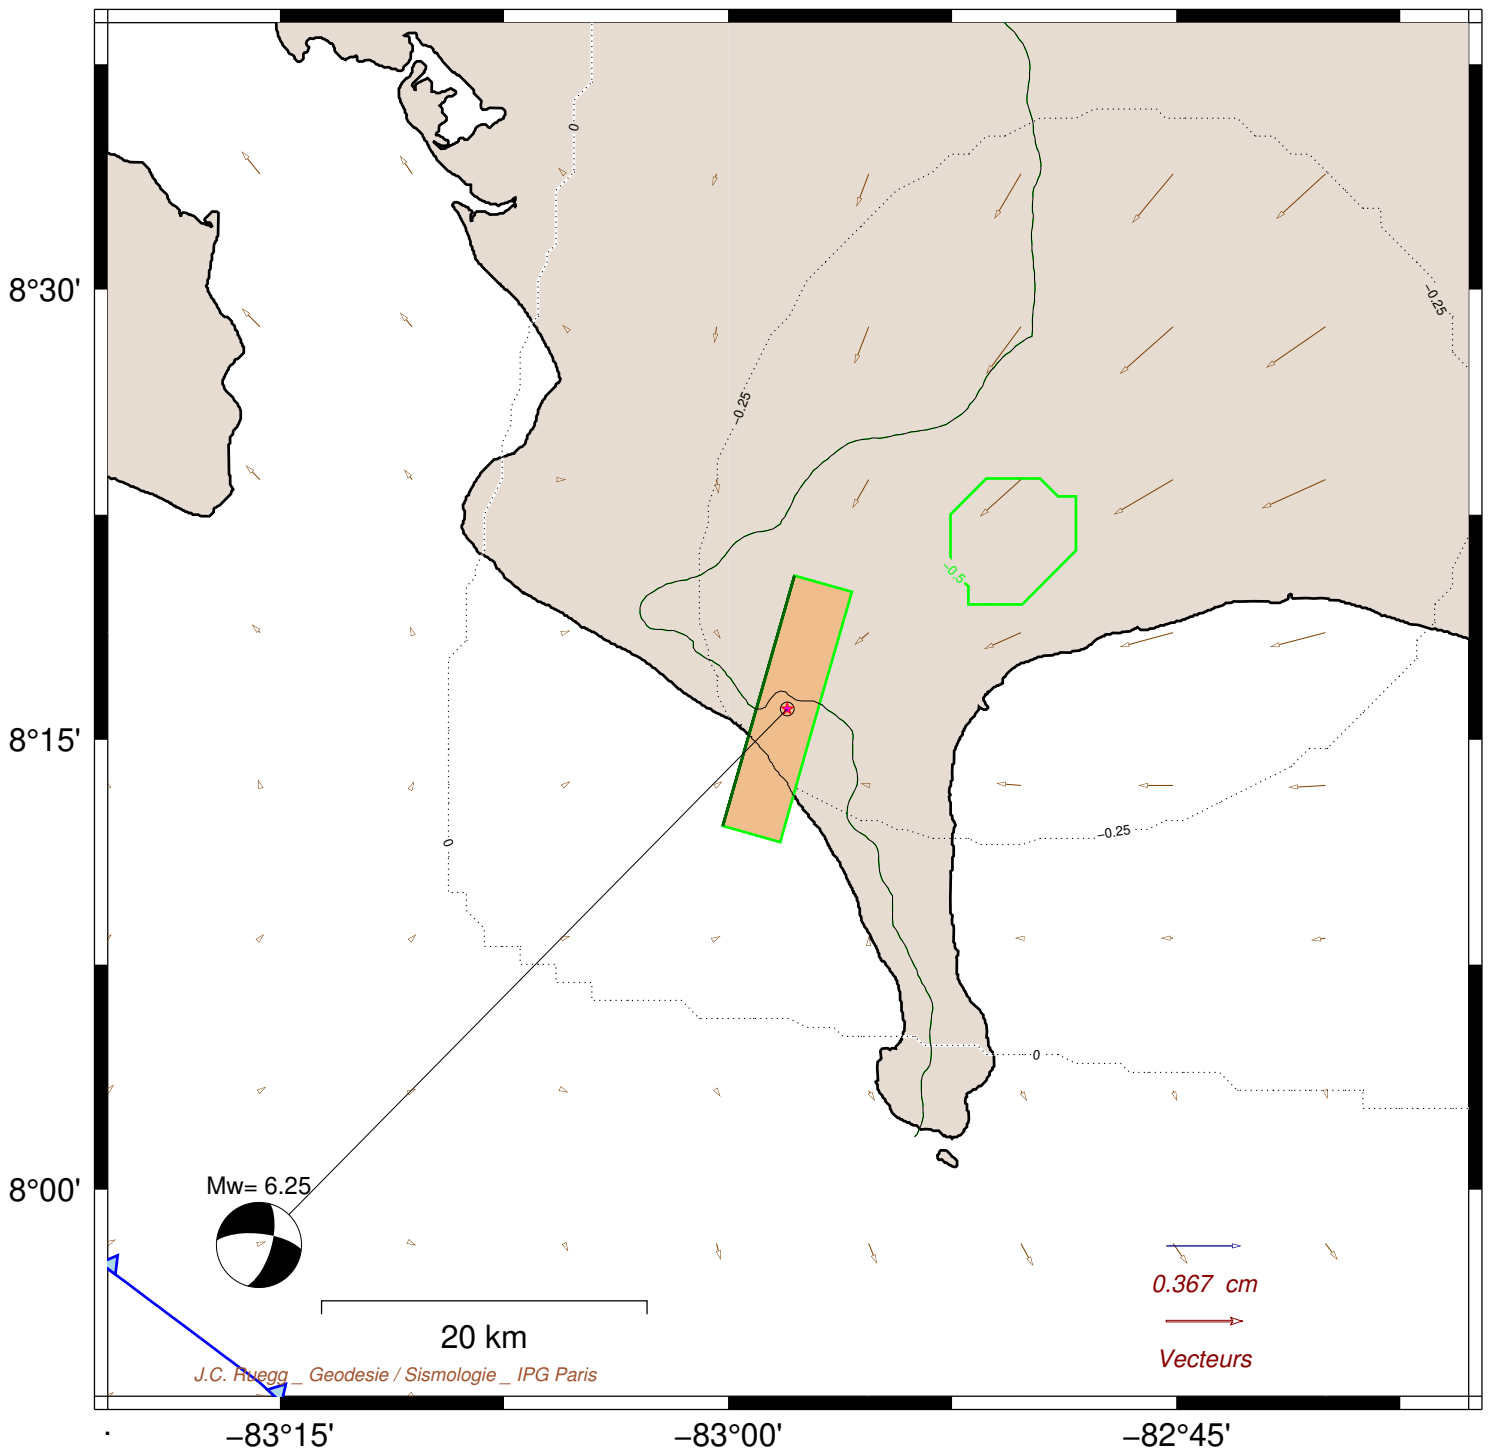 0
8°30'
−0.25
−0.25
−0.5
8°15'
−0.25
0
0
8°00'
Mw= 6.25
0.367 cm
20 km
Vecteurs
J.C. Ruegg _ Geodesie / Sismologie _ IPG Paris
−83°15'
−83°00'
−82°45'